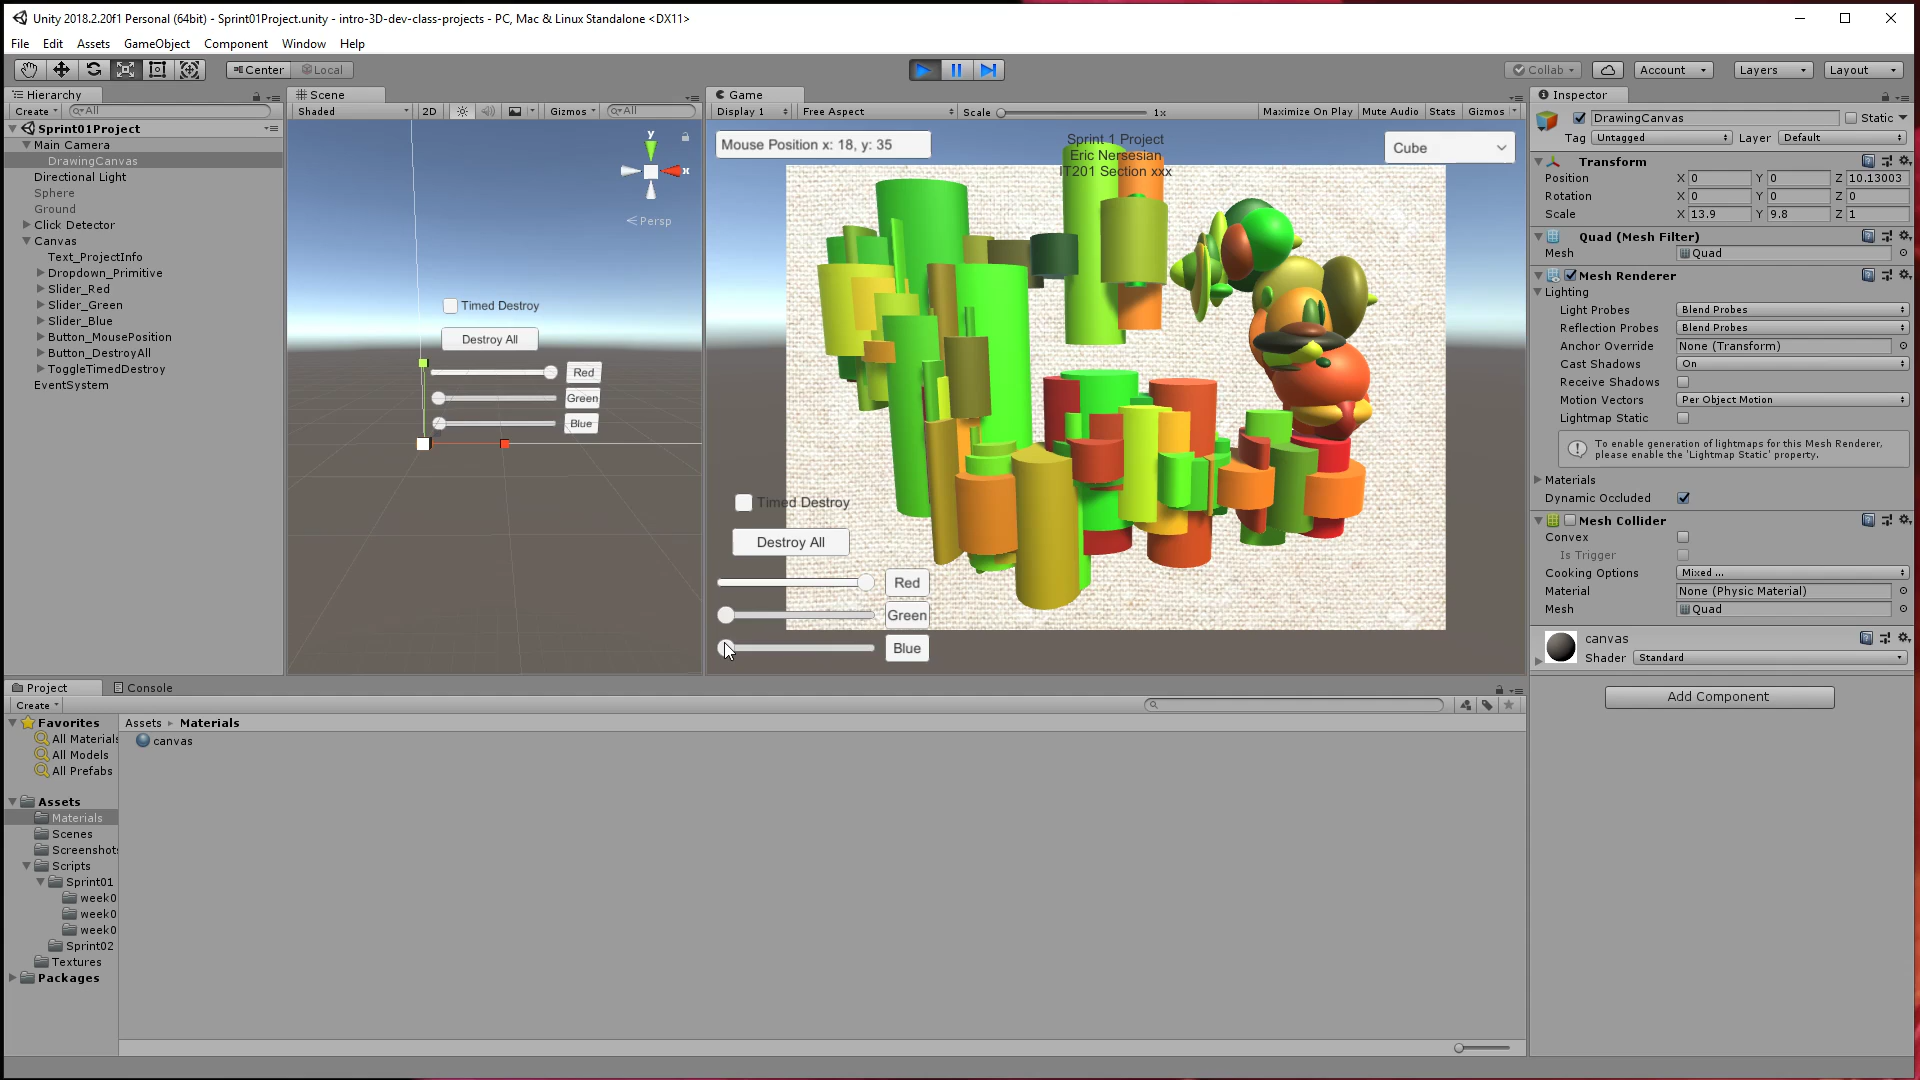 Unity 2018.2.20f1 Personal (64bit) - Sprint01Project.unity - intro-3D-dev-class-projects - PC, Mac & Linux Standalone <DX11>
File Edit Assets GameObject Component Window Help
Center Local
Collab Account Layers Layout
Hierarchy
Create All
Sprint01Project
Main Camera
DrawingCanvas
Directional Light
Sphere
Ground
Click Detector
Canvas
Text_ProjectInfo
Dropdown_Primitive
Slider_Red
Slider_Green
Slider_Blue
Button_MousePosition
Button_DestroyAll
ToggleTimedDestroy
EventSystem
Scene
Shaded 2D Gizmos All
y
x
Persp
Timed Destroy
Destroy All
Red
Green
Blue
Game
Display 1 Free Aspect Scale 1x Maximize On Play Mute Audio Stats Gizmos
Mouse Position x: 18, y: 35
Sprint 1 Project
Eric Nersesian
IT201 Section xxx
Cube
Timed Destroy
Destroy All
Red
Green
Blue
Inspector
DrawingCanvas Static
Tag Untagged Layer Default
Transform
Position X 0 Y 0 Z 10.13003
Rotation X 0 Y 0 Z 0
Scale X 13.9 Y 9.8 Z 1
Quad (Mesh Filter)
Mesh Quad
Mesh Renderer
Lighting
Light Probes Blend Probes
Reflection Probes Blend Probes
Anchor Override None (Transform)
Cast Shadows On
Receive Shadows
Motion Vectors Per Object Motion
Lightmap Static
To enable generation of lightmaps for this Mesh Renderer,
please enable the 'Lightmap Static' property.
Materials
Dynamic Occluded
Mesh Collider
Convex
Is Trigger
Cooking Options Mixed ...
Material None (Physic Material)
Mesh Quad
canvas
Shader Standard
Add Component
Project Console
Create
Favorites
All Materials
All Models
All Prefabs
Assets
Materials
Scenes
Screenshots
Scripts
Sprint01
week0
week0
week0
Sprint02
Textures
Packages
Assets Materials
canvas